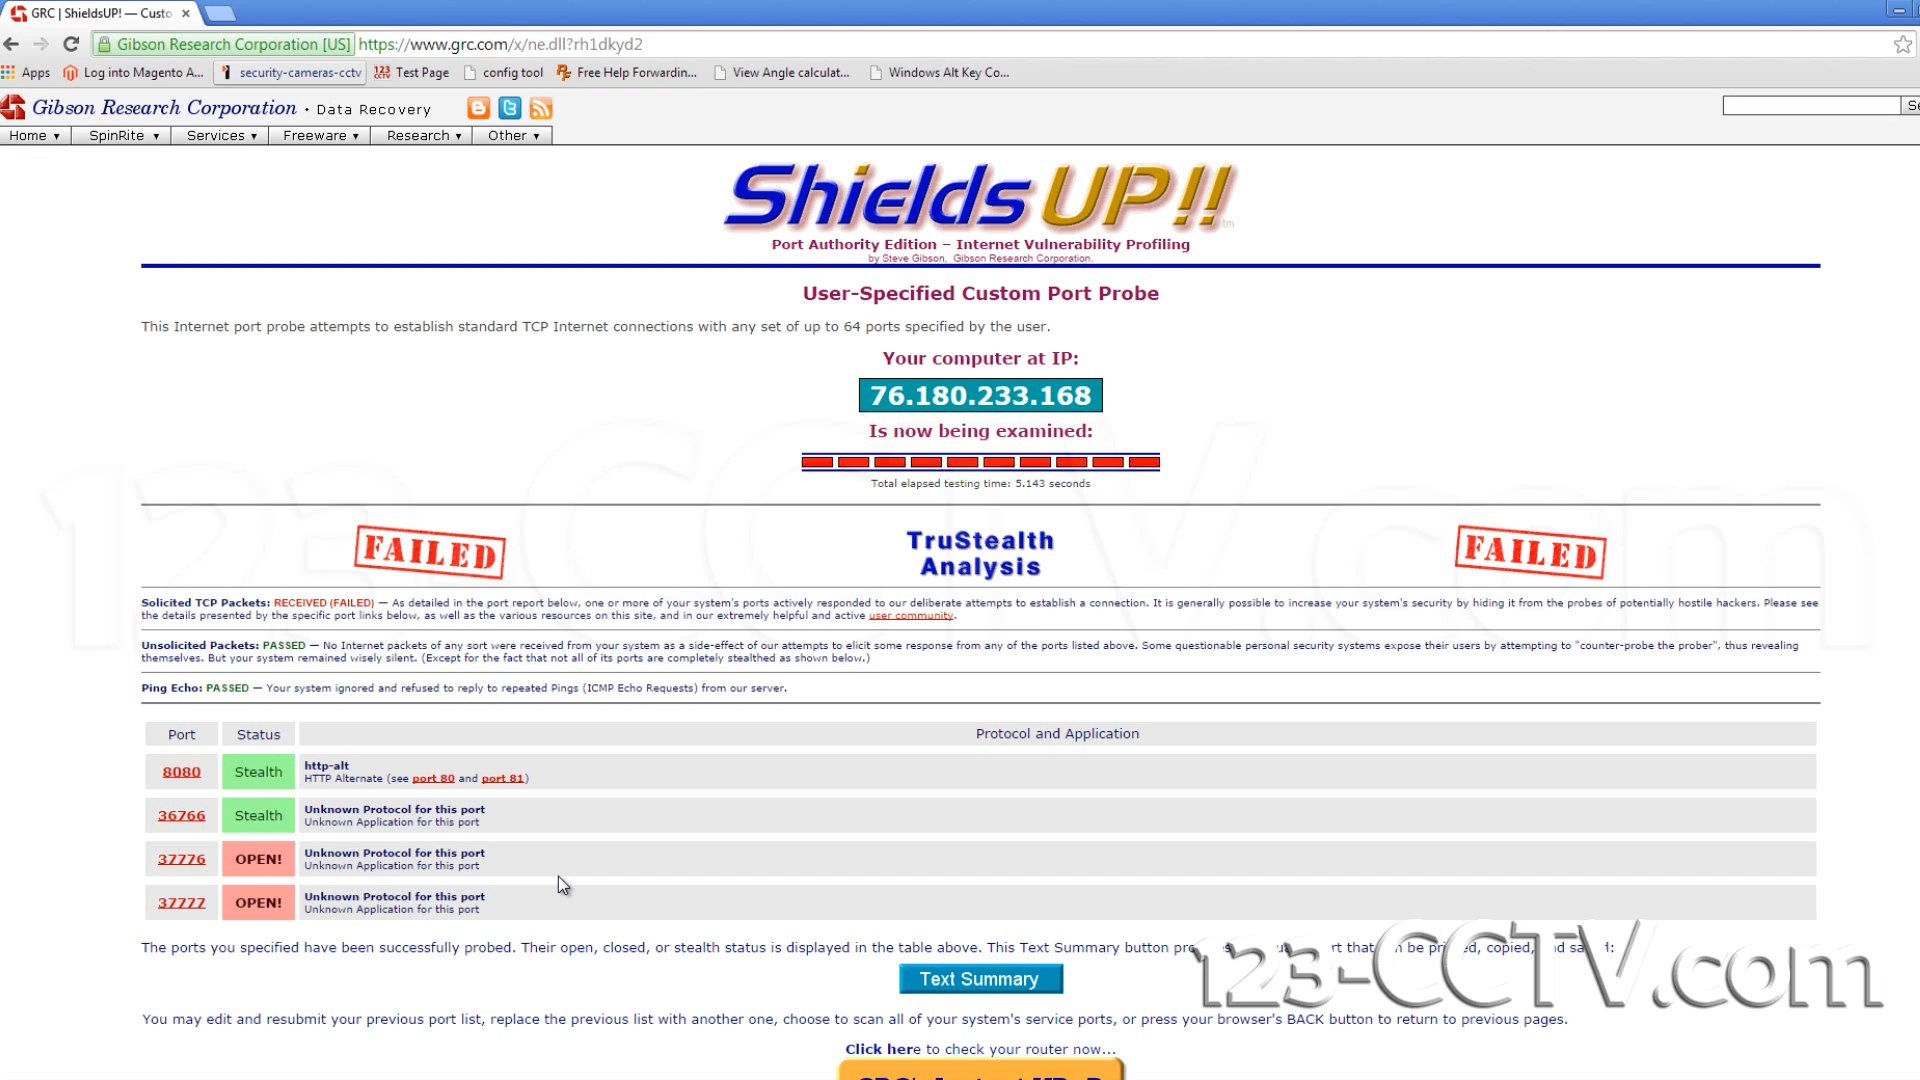 GRC | ShieldsUP! — Custo
Gibson Research Corporation [US] https://www.grc.com/x/ne.dll?rh1dkyd2
Apps Log into Magento A... security-cameras-cctv Test Page config tool Free Help Forwardin... View Angle calculat... Windows Alt Key Co...
Gibson Research Corporation · Data Recovery
Home SpinRite Services Freeware Research Other
ShieldsUP!!
tm
Port Authority Edition – Internet Vulnerability Profiling
by Steve Gibson, Gibson Research Corporation.
User-Specified Custom Port Probe
This Internet port probe attempts to establish standard TCP Internet connections with any set of up to 64 ports specified by the user.
Your computer at IP:
76.180.233.168
Is now being examined:
Total elapsed testing time: 5.143 seconds
123-CCTV.com
FAILED TruStealth FAILED
Analysis
Solicited TCP Packets: RECEIVED (FAILED) — As detailed in the port report below, one or more of your system's ports actively responded to our deliberate attempts to establish a connection. It is generally possible to increase your system's security by hiding it from the probes of potentially hostile hackers. Please see
the details presented by the specific port links below, as well as the various resources on this site, and in our extremely helpful and active user community.
Unsolicited Packets: PASSED — No Internet packets of any sort were received from your system as a side-effect of our attempts to elicit some response from any of the ports listed above. Some questionable personal security systems expose their users by attempting to "counter-probe the prober", thus revealing
themselves. But your system remained wisely silent. (Except for the fact that not all of its ports are completely stealthed as shown below.)
Ping Echo: PASSED — Your system ignored and refused to reply to repeated Pings (ICMP Echo Requests) from our server.
Port Status Protocol and Application
8080 Stealth http-alt
HTTP Alternate (see port 80 and port 81)
36766 Stealth Unknown Protocol for this port
Unknown Application for this port
37776 OPEN! Unknown Protocol for this port
Unknown Application for this port
37777 OPEN! Unknown Protocol for this port
Unknown Application for this port
The ports you specified have been successfully probed. Their open, closed, or stealth status is displayed in the table above. This Text Summary button
Text Summary
123-CCTV.com
You may edit and resubmit your previous port list, replace the previous list with another one, choose to scan all of your system's service ports, or press your browser's BACK button to return to previous pages.
Click here to check your router now...